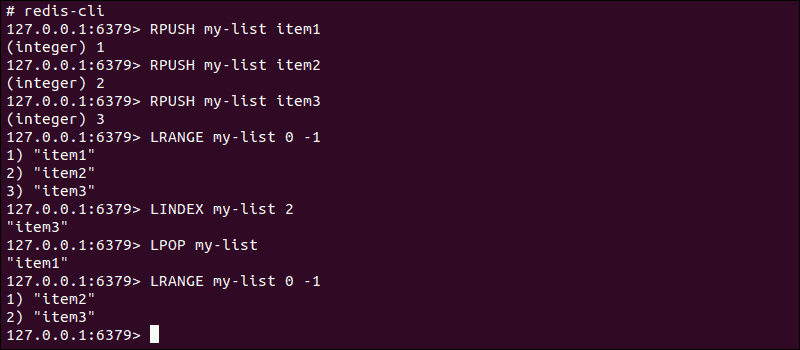 # redis-cli
127.0.0.1:6379> RPUSH my-list item1
(integer) 1
127.0.0.1:6379> RPUSH my-list item2
(integer) 2
127.0.0.1:6379> RPUSH my-list item3
(integer) 3
127.0.0.1:6379> LRANGE my-list 0 -1
1) "item1"
2) "item2"
3) "item3"
127.0.0.1:6379> LINDEX my-list 2
"item3"
127.0.0.1:6379> LPOP my-list
"item1"
127.0.0.1:6379> LRANGE my-list 0 -1
1) "item2"
2) "item3"
127.0.0.1:6379>